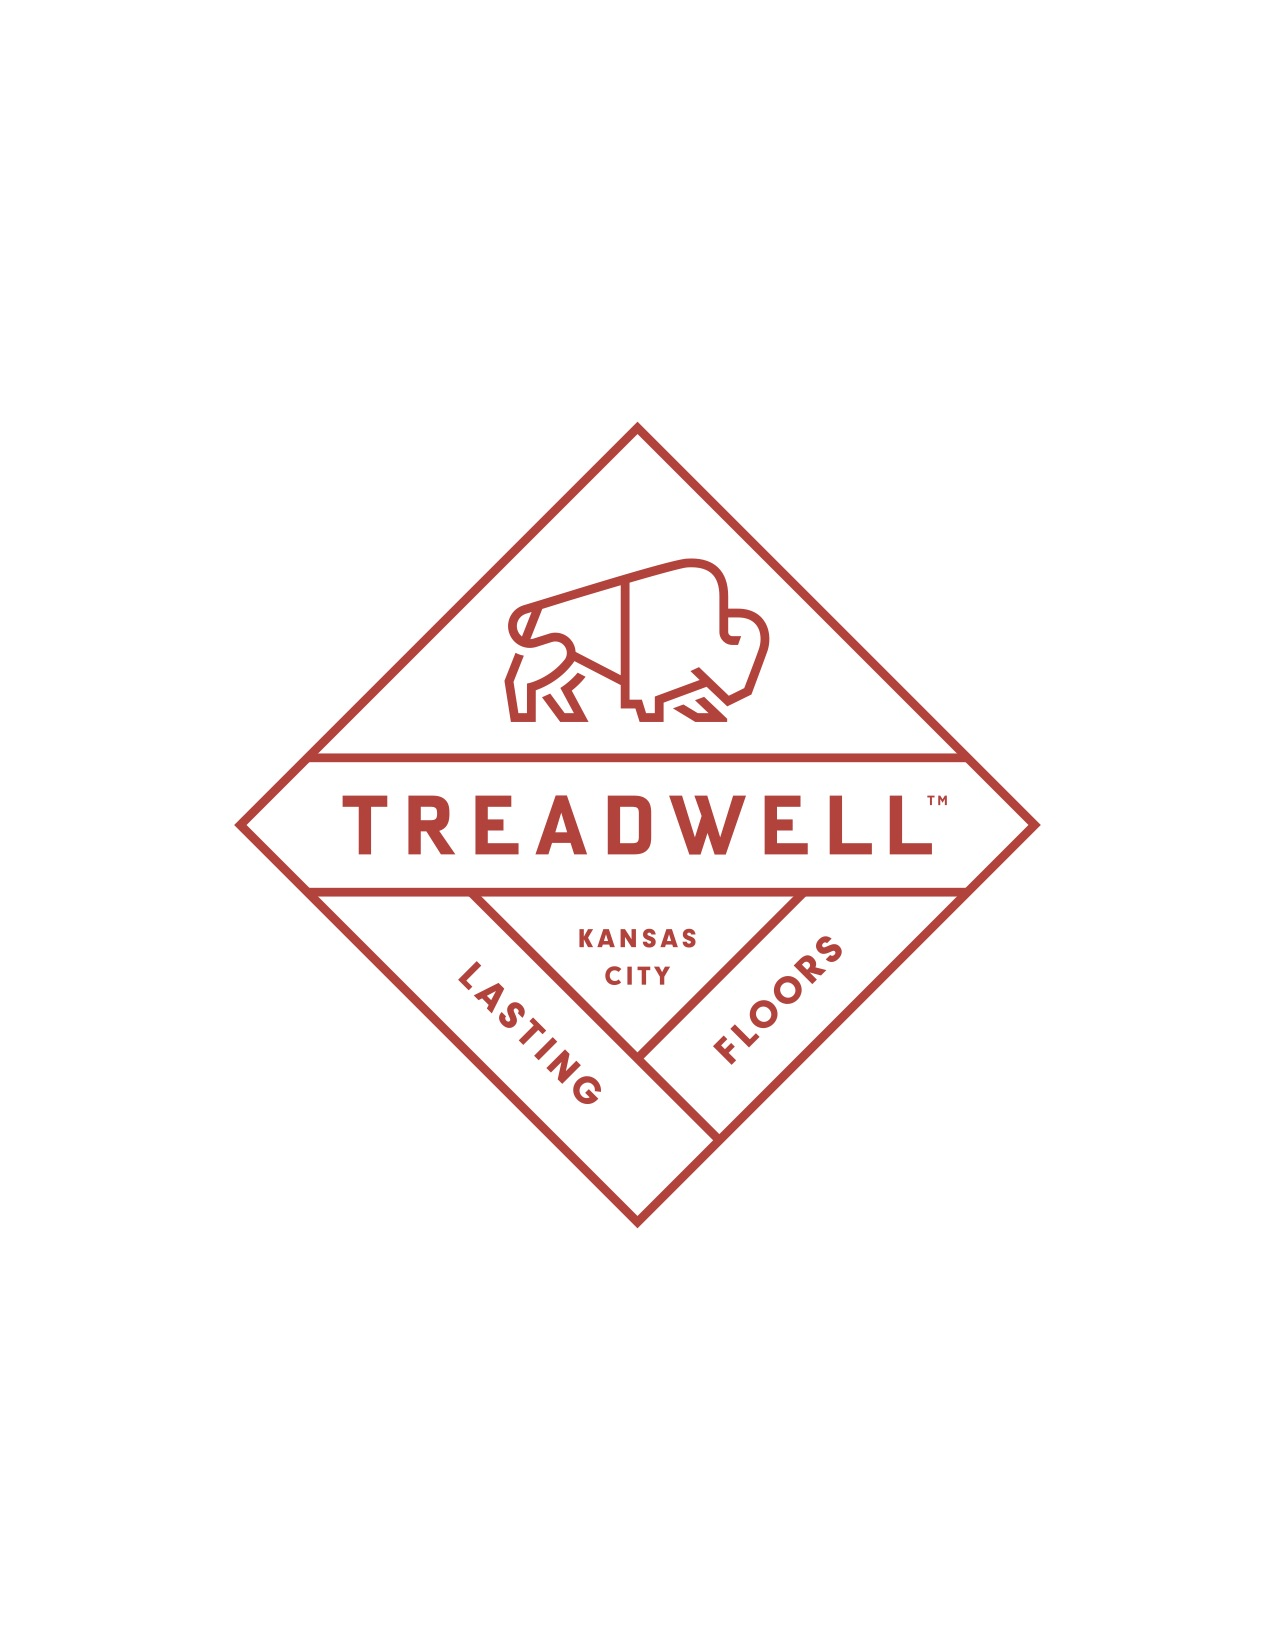 TREADWELL™
KANSAS
CITY
LASTING
FLOORS